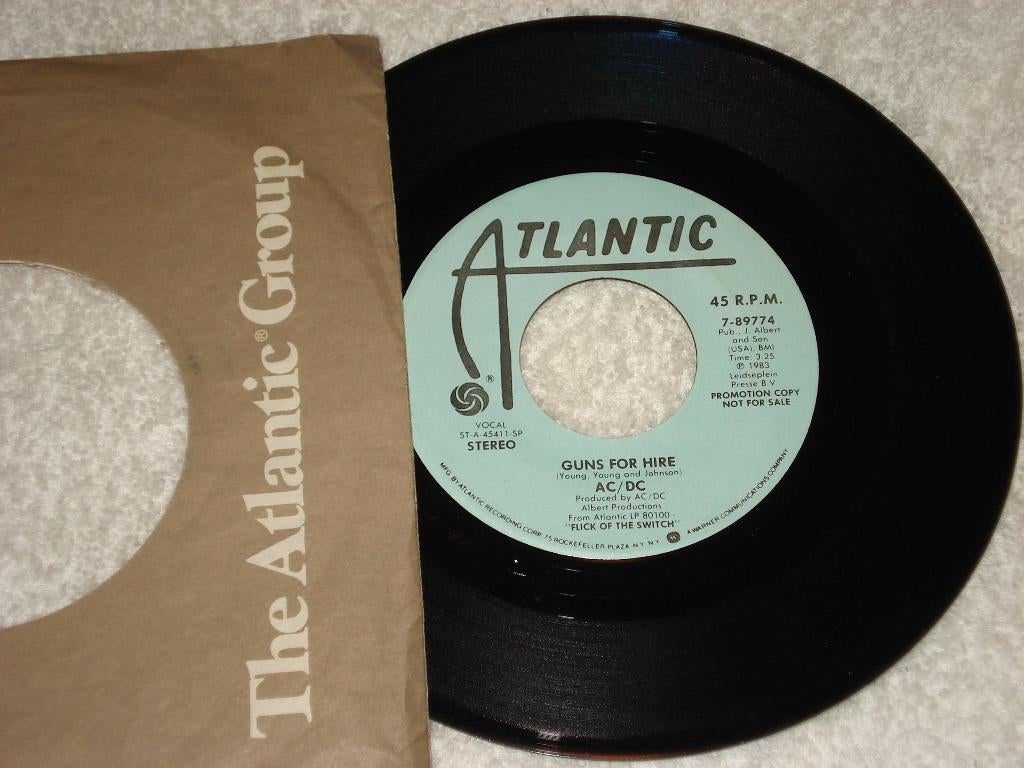 The Atlantic® Group
ATLANTIC
®
45 R.P.M.
7-89774
Pub., J. Albert
and Son
(USA), BMI
Time: 3:25
℗ 1983
Leidseplein
Presse B.V.
PROMOTION COPY
NOT FOR SALE
VOCAL
ST-A-45411-SP
STEREO
GUNS FOR HIRE
(Young, Young and Johnson)
AC/DC
Produced by AC/DC
Albert Productions
From Atlantic LP 80100 -
"FLICK OF THE SWITCH"
MFG. BY ATLANTIC RECORDING CORP., 75 ROCKEFELLER PLAZA, N.Y. N.Y. W A WARNER COMMUNICATIONS COMPANY